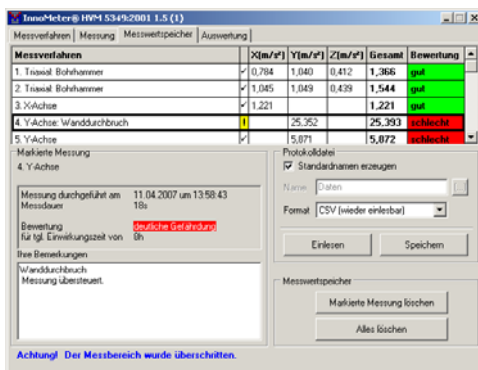 InnoMeter® HVM 5349:2001 1.5 (1)
Messverfahren Messung Messwertspeicher Auswertung
Messverfahren X[m/s²] Y[m/s²] Z[m/s²] Gesamt Bewertung
1. Triaxial: Bohrhammer ✓ 0,784 1,040 0,412 1,366 gut
2. Triaxial: Bohrhammer ✓ 1,045 1,049 0,439 1,544 gut
3. X-Achse ✓ 1,221 1,221 gut
4. Y-Achse: Wanddurchbruch ! 25,352 25,393 schlecht
5. Y-Achse ✓ 5,871 5,872 schlecht
Markierte Messung
4. Y-Achse
Messung durchgeführt am 11.04.2007 um 13:58:43
Messdauer 18s
Bewertung deutliche Gefährdung
für tgl. Einwirkungszeit von 8h
Ihre Bemerkungen
Wanddurchbruch
Messung übersteuert.
Protokolldatei
Standardnamen erzeugen
Name Daten
Format CSV (wieder einlesbar)
Einlesen Speichern
Messwertspeicher
Markierte Messung löschen
Alles löschen
Achtung! Der Messbereich wurde überschritten.